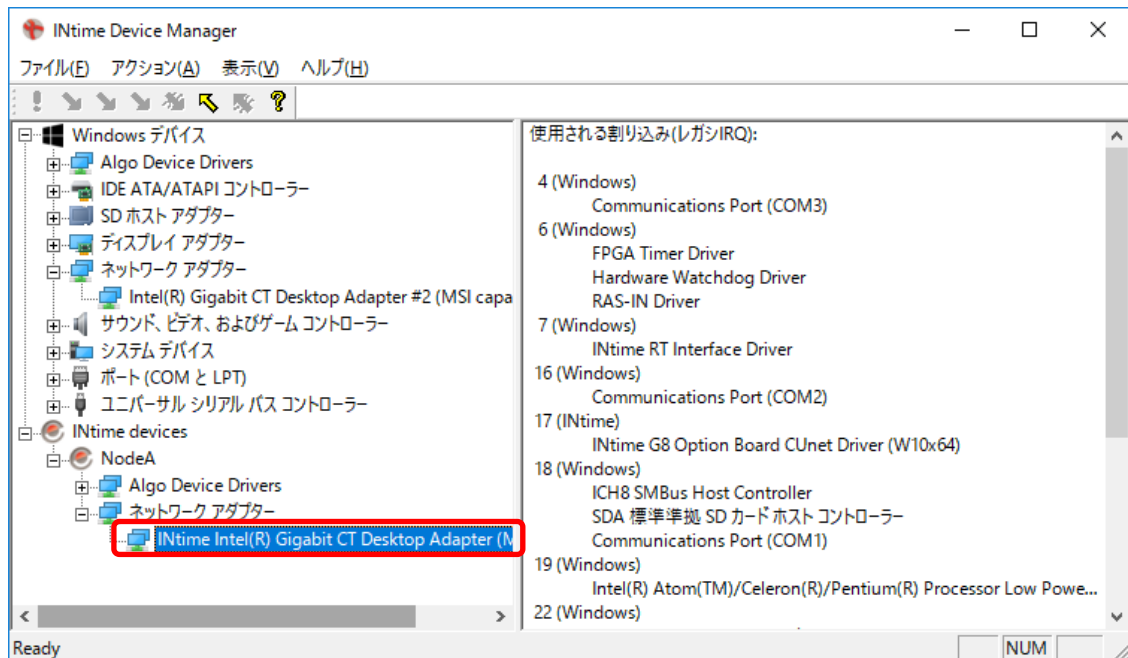 INtime Device Manager
ファイル(F) アクション(A) 表示(V) ヘルプ(H)
Windows デバイス
Algo Device Drivers
IDE ATA/ATAPI コントローラー
SD ホスト アダプター
ディスプレイ アダプター
ネットワーク アダプター
Intel(R) Gigabit CT Desktop Adapter #2 (MSI capa
サウンド、ビデオ、およびゲーム コントローラー
システム デバイス
ポート (COM と LPT)
ユニバーサル シリアル バス コントローラー
INtime devices
NodeA
Algo Device Drivers
ネットワーク アダプター
INtime Intel(R) Gigabit CT Desktop Adapter (M
使用される割り込み(レガシIRQ):
4 (Windows)
Communications Port (COM3)
6 (Windows)
FPGA Timer Driver
Hardware Watchdog Driver
RAS-IN Driver
7 (Windows)
INtime RT Interface Driver
16 (Windows)
Communications Port (COM2)
17 (INtime)
INtime G8 Option Board CUnet Driver (W10x64)
18 (Windows)
ICH8 SMBus Host Controller
SDA 標準準拠 SD カード ホスト コントローラー
Communications Port (COM1)
19 (Windows)
Intel(R) Atom(TM)/Celeron(R)/Pentium(R) Processor Low Powe...
22 (Windows)
Ready
NUM